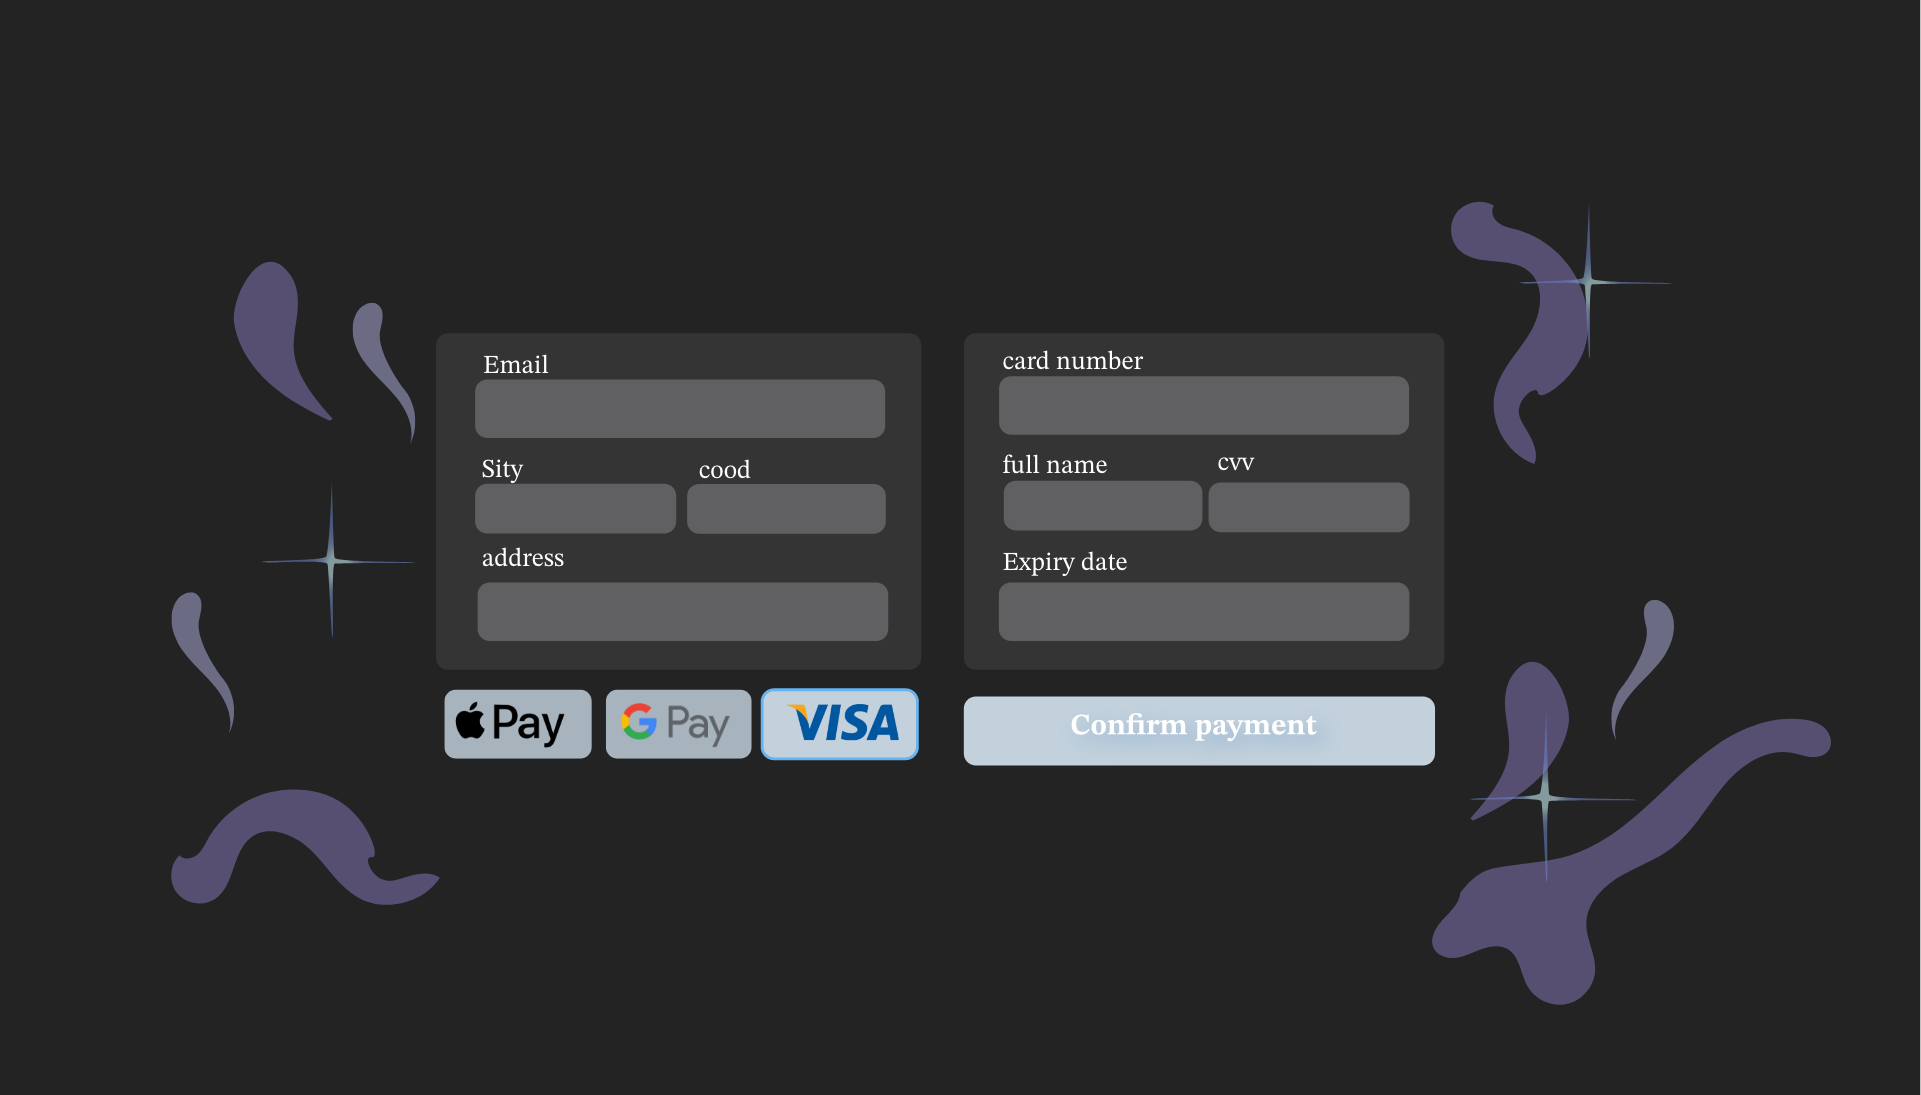 Email
Sity cood
address
card number
full name cvv
Expiry date
Pay
G Pay
VISA
Confirm payment